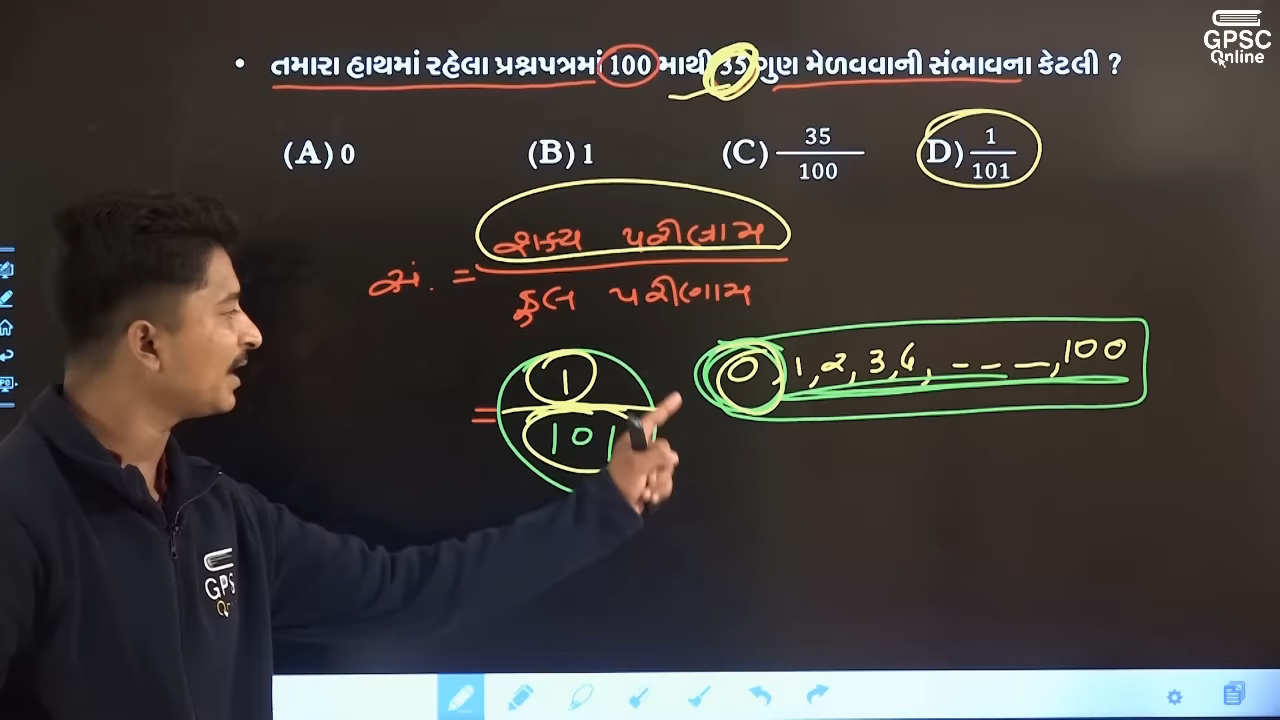 GPSC
Online
• તમારા હાથમાં રહેલા પ્રશ્નપત્રમાં 100 માથી 35 ગુણ મેળવવાની સંભાવના કેટલી ?
(A) 0 (B) 1 (C) 35/100 D) 1/101
શક્ય પરીણામ
સં. =
કુલ પરીણામ
0, 1, 2, 3, 4, - - - -, 100
= 1/101
GPS